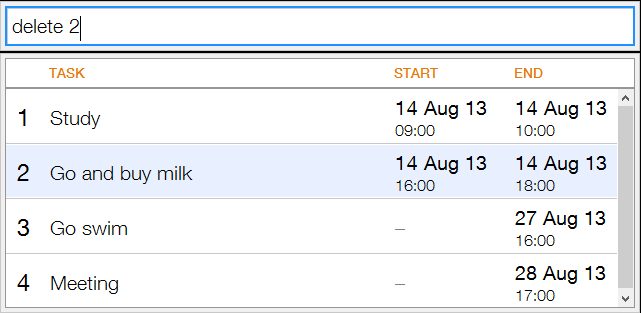 delete 2
TASK START END
1 Study 14 Aug 13 14 Aug 13
09:00 10:00
2 Go and buy milk 14 Aug 13 14 Aug 13
16:00 18:00
3 Go swim – 27 Aug 13
16:00
4 Meeting – 28 Aug 13
17:00